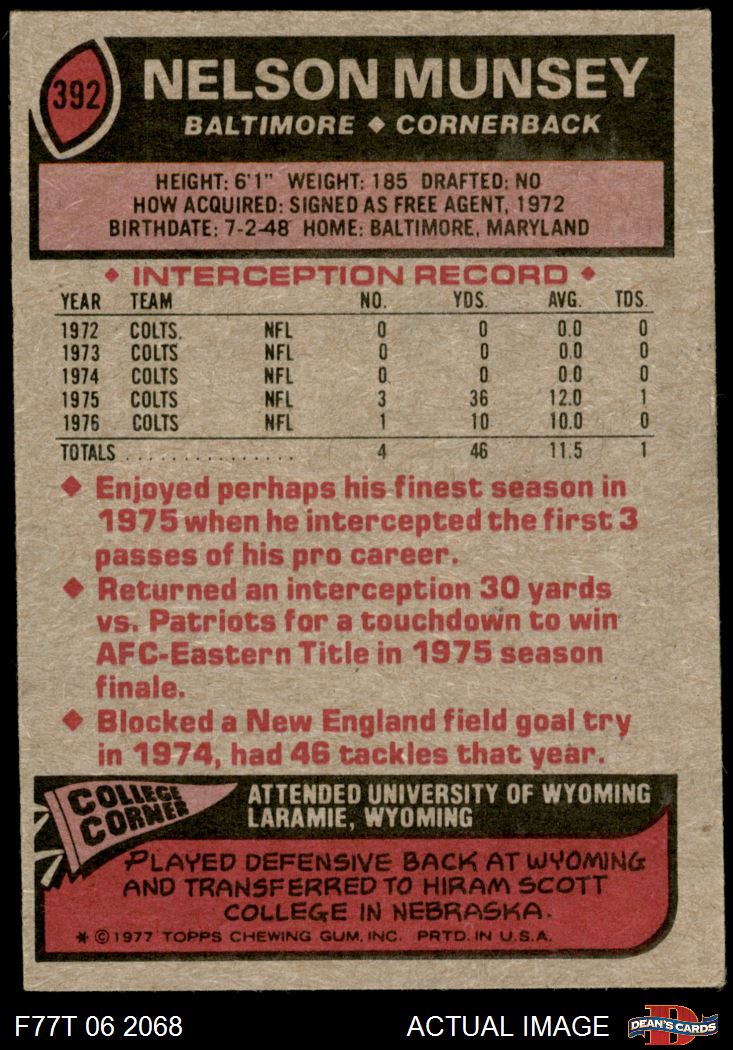 392
NELSON MUNSEY
BALTIMORE ◆ CORNERBACK
HEIGHT: 6'1" WEIGHT: 185 DRAFTED: NO
HOW ACQUIRED: SIGNED AS FREE AGENT, 1972
BIRTHDATE: 7-2-48 HOME: BALTIMORE, MARYLAND
◆ INTERCEPTION RECORD ◆
YEAR TEAM NO. YDS. AVG. TDS.
1972 COLTS. NFL 0 0 0.0 0
1973 COLTS NFL 0 0 0.0 0
1974 COLTS NFL 0 0 0.0 0
1975 COLTS NFL 3 36 12.0 1
1976 COLTS NFL 1 10 10.0 0
TOTALS . . . . . . . . . . . . . . 4 46 11.5 1
◆ Enjoyed perhaps his finest season in
1975 when he intercepted the first 3
passes of his pro career.
◆ Returned an interception 30 yards
vs. Patriots for a touchdown to win
AFC-Eastern Title in 1975 season
finale.
◆ Blocked a New England field goal try
in 1974, had 46 tackles that year.
COLLEGE
CORNER
ATTENDED UNIVERSITY OF WYOMING
LARAMIE, WYOMING
PLAYED DEFENSIVE BACK AT WYOMING
AND TRANSFERRED TO HIRAM SCOTT
COLLEGE IN NEBRASKA.
* © 1977 TOPPS CHEWING GUM, INC. PRTD. IN U.S.A.
F77T 06 2068 ACTUAL IMAGE
D
DEAN'S CARDS